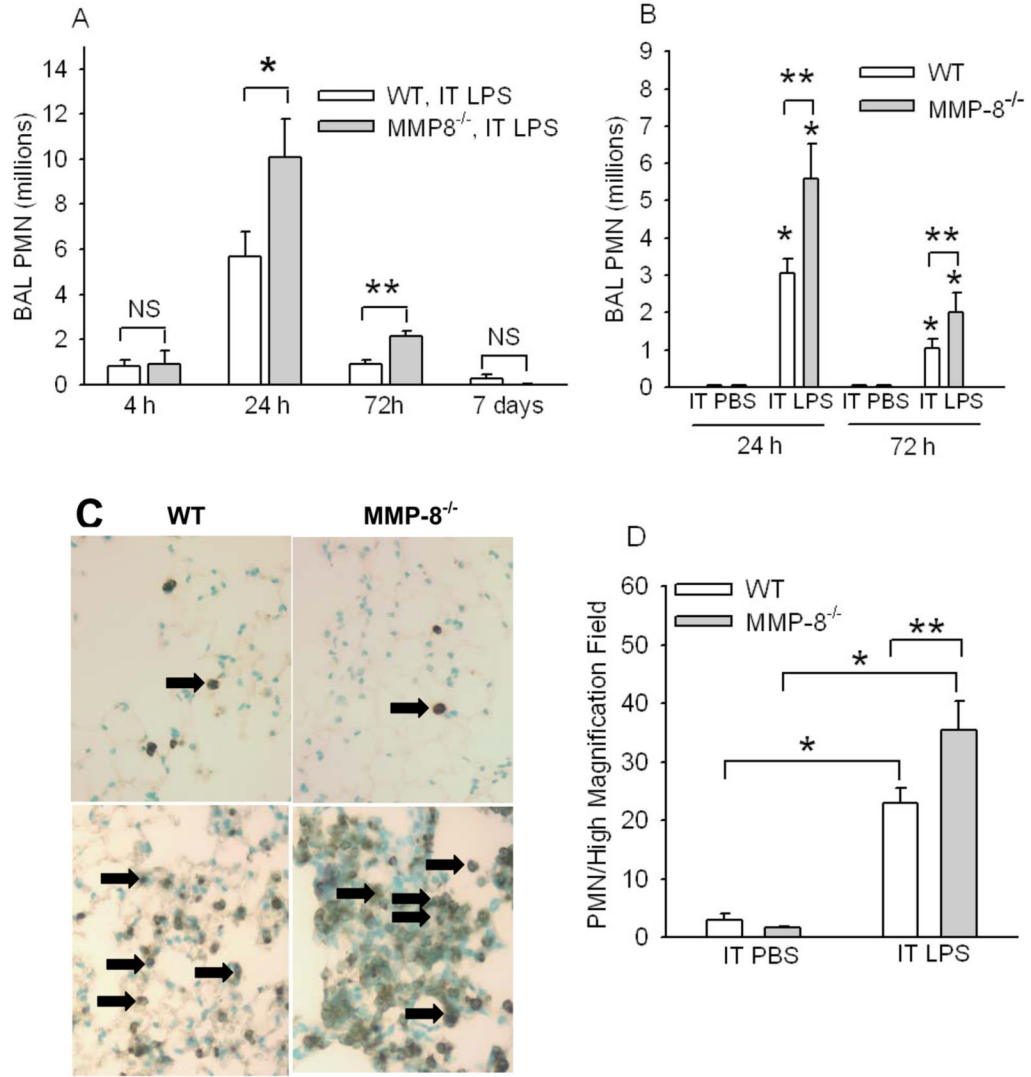 A
BAL PMN (millions)
14
12
10
8
6
4
2
0
NS
*
**
NS
WT, IT LPS
MMP8-/-, IT LPS
4 h
24 h
72h
7 days
B
BAL PMN (millions)
9
8
7
6
5
4
3
2
1
0
WT
MMP-8-/-
**
*
*
**
*
*
IT PBS
IT LPS
IT PBS
IT LPS
24 h
72 h
C
WT
MMP-8-/-
D
PMN/High Magnification Field
60
50
40
30
20
10
0
WT
MMP-8-/-
**
*
*
IT PBS
IT LPS